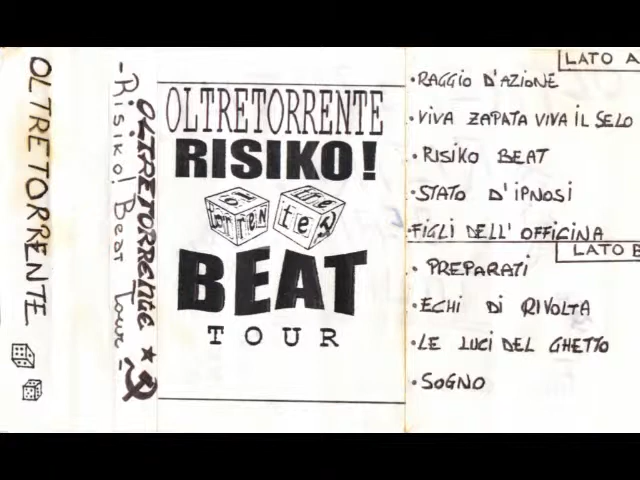 OLTRETORRENTE
OLTRETORRENTE
-Risiko! Beat Tour-
OLTRETORRENTE
RISIKO!
BEAT
TOUR
LATO A
•RAGGIO D'AZIONE
•VIVA ZAPATA VIVA IL SELO
•RISIKO BEAT
•STATO D'IPNOSI
•FIGLI DELL'OFFICINA
LATO B
•PREPARATI
•ECHI DI RIVOLTA
•LE LUCI DEL GHETTO
•SOGNO